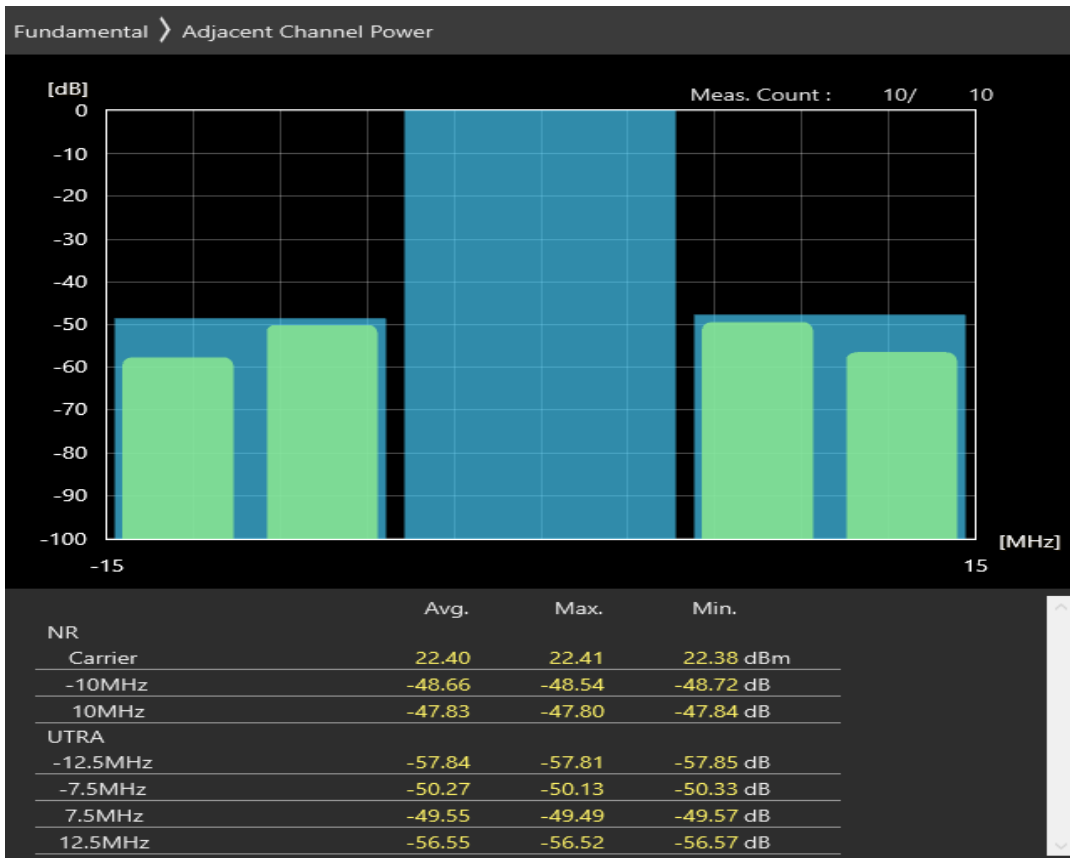 Fundamental 〉 Adjacent Channel Power
[dB]
Meas. Count : 10/ 10
0
-10
-20
-30
-40
-50
-60
-70
-80
-90
-100
[MHz]
-15 15
Avg. Max. Min.
NR
Carrier 22.40 22.41 22.38 dBm
-10MHz -48.66 -48.54 -48.72 dB
10MHz -47.83 -47.80 -47.84 dB
UTRA
-12.5MHz -57.84 -57.81 -57.85 dB
-7.5MHz -50.27 -50.13 -50.33 dB
7.5MHz -49.55 -49.49 -49.57 dB
12.5MHz -56.55 -56.52 -56.57 dB